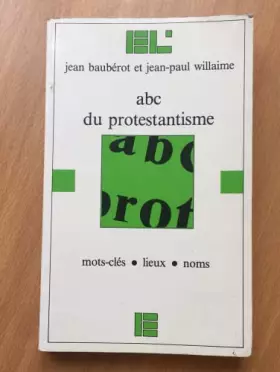 jean baubérot et jean-paul willaime
abc
du protestantisme
abc
prot
mots-clés • lieux • noms